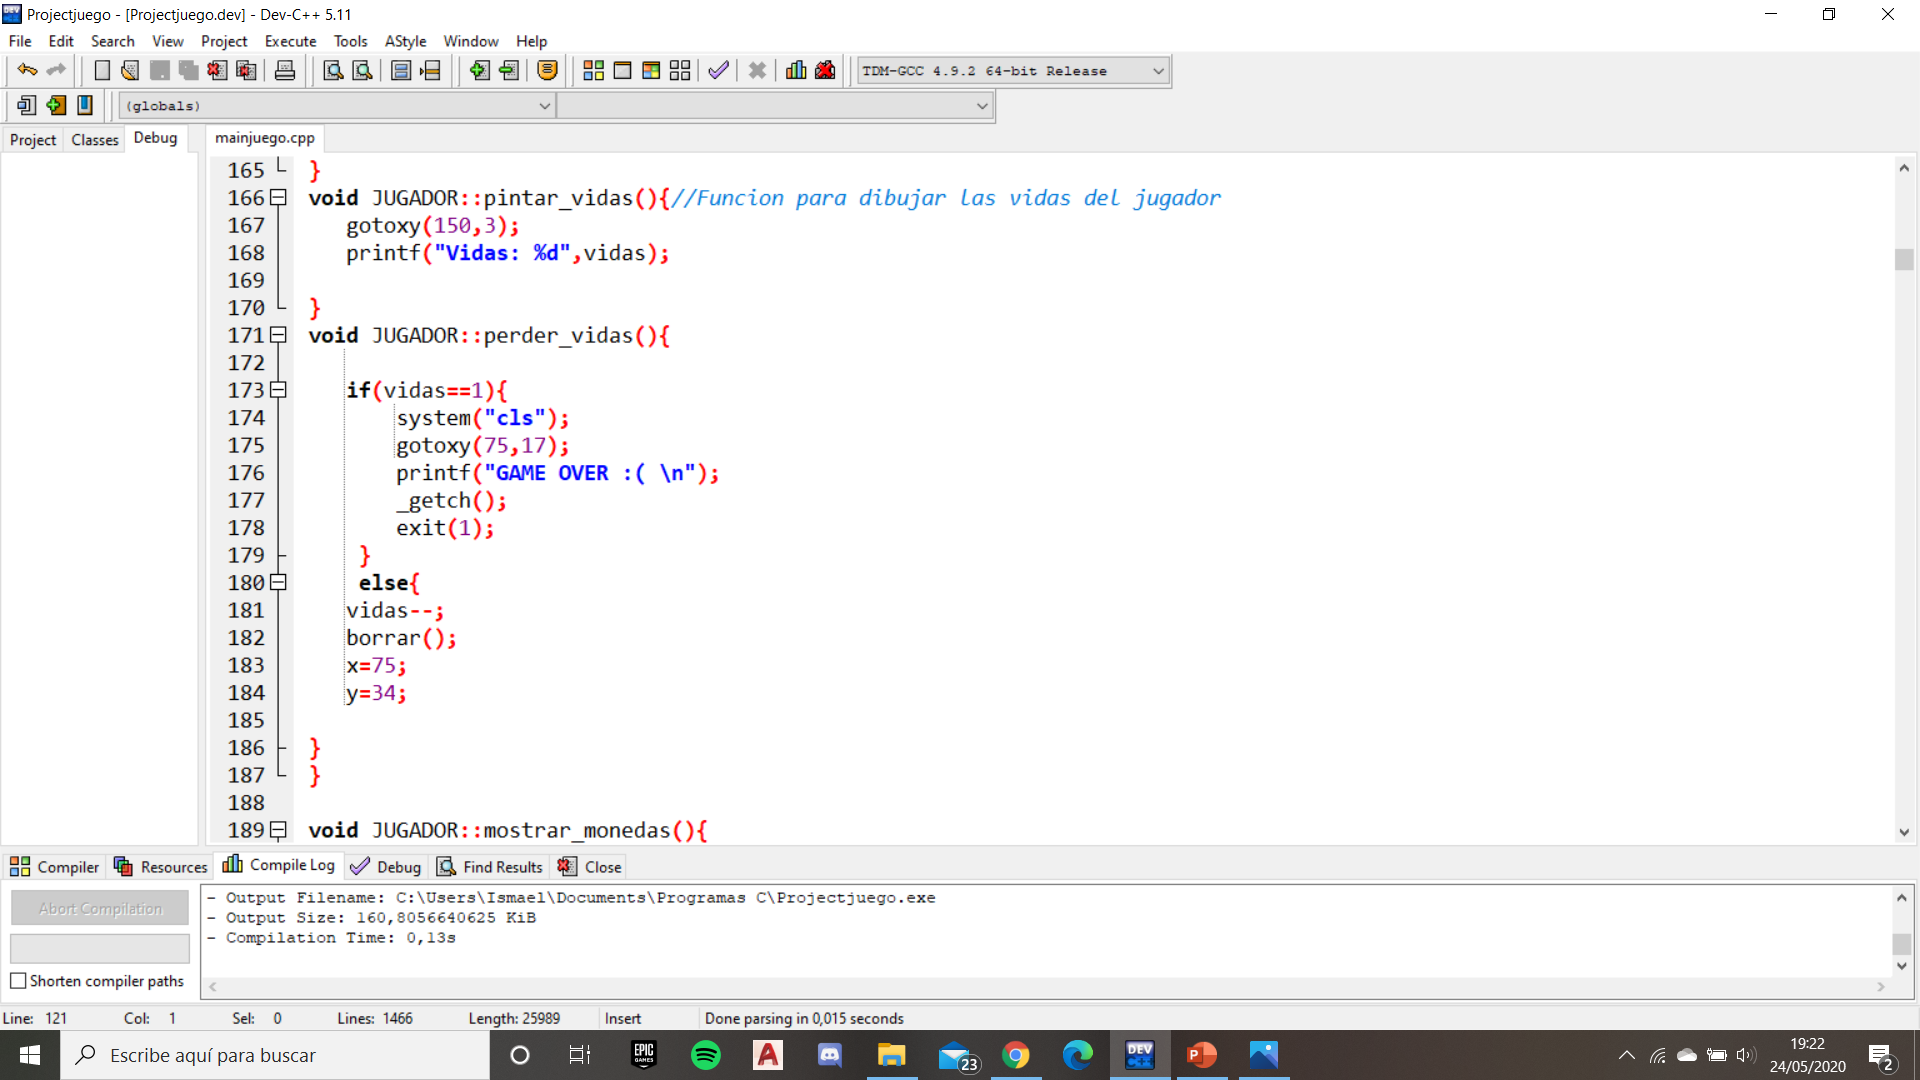 Projectjuego - [Projectjuego.dev] - Dev-C++ 5.11
File Edit Search View Project Execute Tools AStyle Window Help
TDM-GCC 4.9.2 64-bit Release
(globals)
Project Classes Debug mainjuego.cpp
165 }
166 void JUGADOR::pintar_vidas(){//Funcion para dibujar las vidas del jugador
167 gotoxy(150,3);
168 printf("Vidas: %d",vidas);
169
170 }
171 void JUGADOR::perder_vidas(){
172
173 if(vidas==1){
174 system("cls");
175 gotoxy(75,17);
176 printf("GAME OVER :( \n");
177 _getch();
178 exit(1);
179 }
180 else{
181 vidas--;
182 borrar();
183 x=75;
184 y=34;
185
186 }
187 }
188
189 void JUGADOR::mostrar_monedas(){
Compiler Resources Compile Log Debug Find Results Close
Abort Compilation
Shorten compiler paths
- Output Filename: C:\Users\Ismael\Documents\Programas C\Projectjuego.exe
- Output Size: 160,8056640625 KiB
- Compilation Time: 0,13s
Line: 121 Col: 1 Sel: 0 Lines: 1466 Length: 25989 Insert Done parsing in 0,015 seconds
Escribe aquí para buscar
EPIC GAMES
A
23
DEV C++
P
19:22
24/05/2020
2